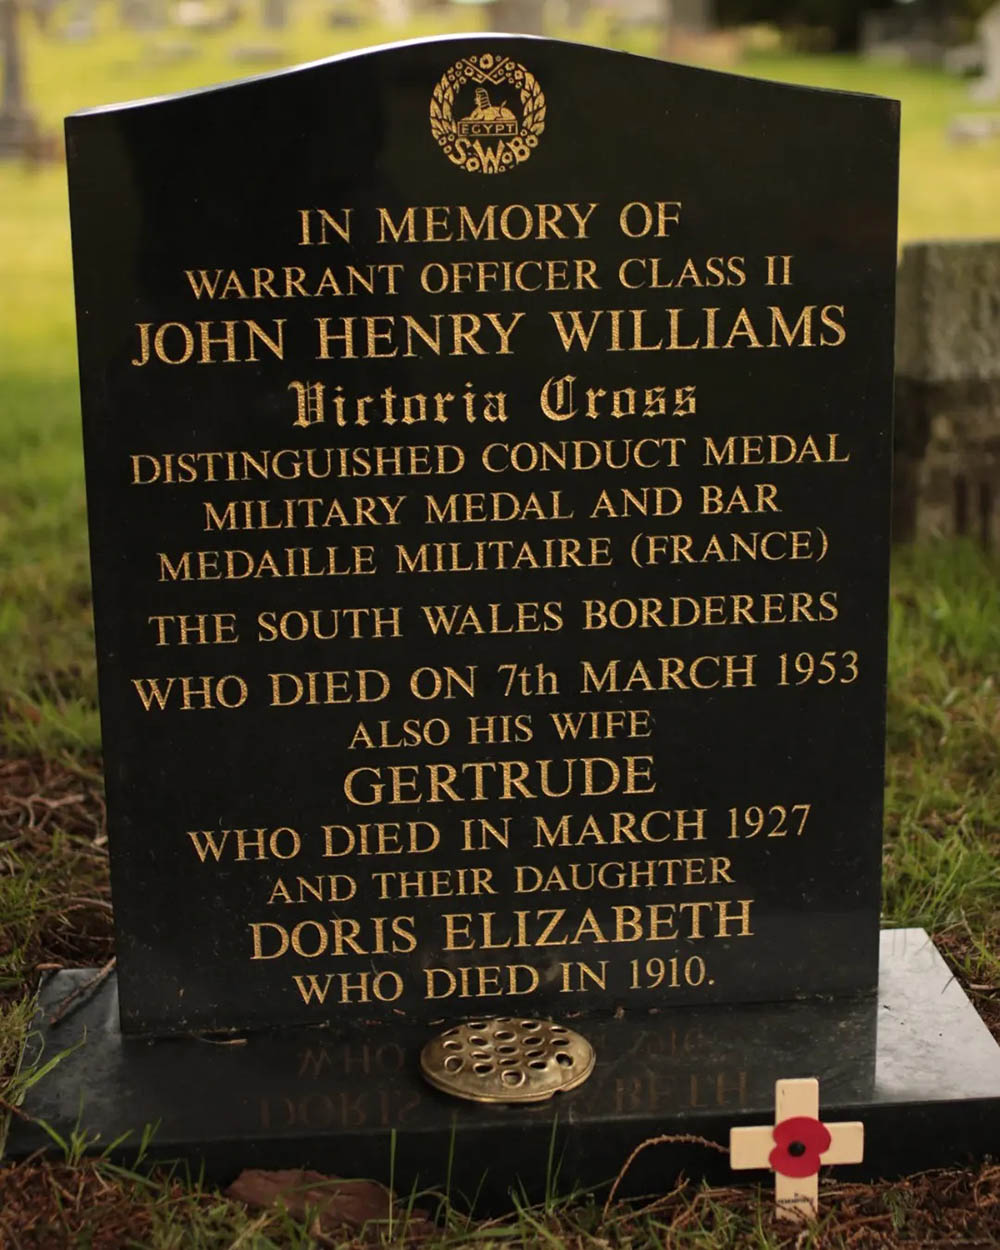 EGYPT
S.W.B
IN MEMORY OF
WARRANT OFFICER CLASS II
JOHN HENRY WILLIAMS
Victoria Cross
DISTINGUISHED CONDUCT MEDAL
MILITARY MEDAL AND BAR
MEDAILLE MILITAIRE (FRANCE)
THE SOUTH WALES BORDERERS
WHO DIED ON 7th MARCH 1953
ALSO HIS WIFE
GERTRUDE
WHO DIED IN MARCH 1927
AND THEIR DAUGHTER
DORIS ELIZABETH
WHO DIED IN 1910.